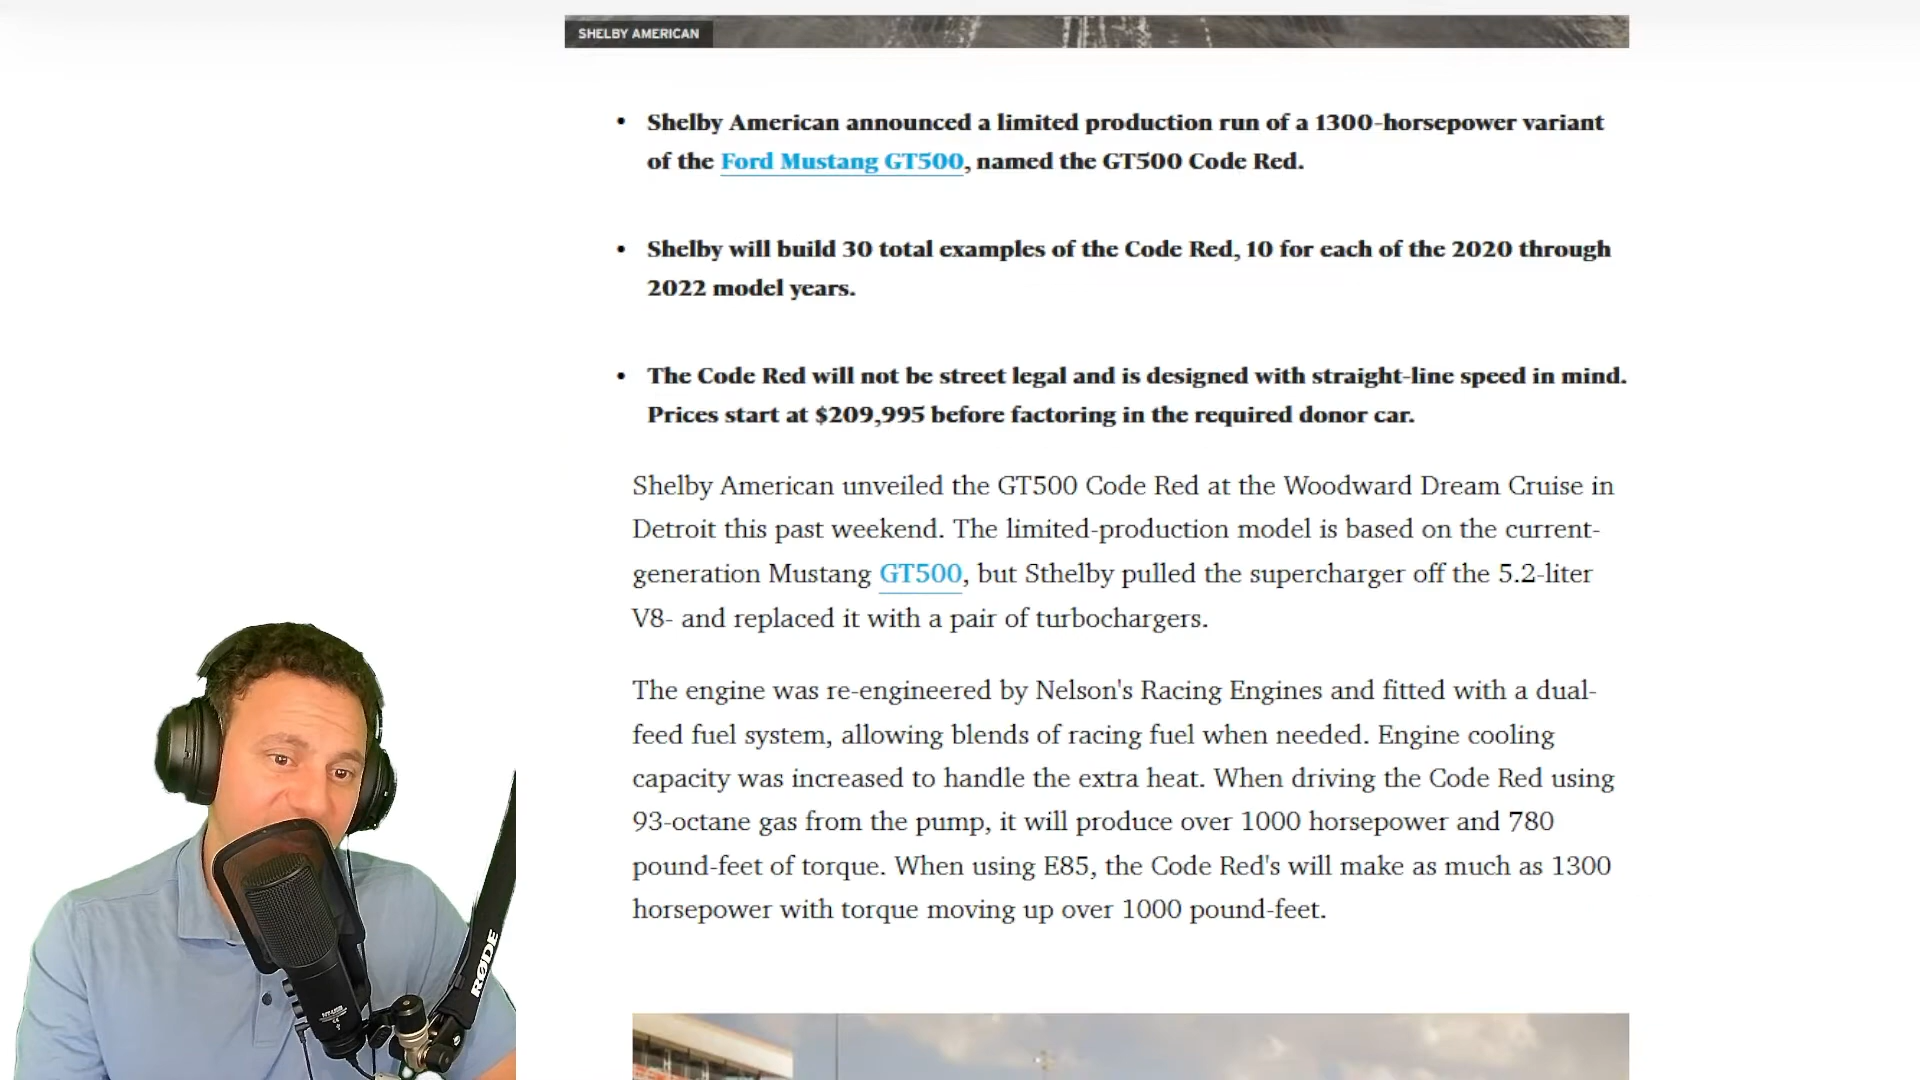 SHELBY AMERICAN
• Shelby American announced a limited production run of a 1300-horsepower variant
of the Ford Mustang GT500, named the GT500 Code Red.
• Shelby will build 30 total examples of the Code Red, 10 for each of the 2020 through
2022 model years.
• The Code Red will not be street legal and is designed with straight-line speed in mind.
Prices start at $209,995 before factoring in the required donor car.
Shelby American unveiled the GT500 Code Red at the Woodward Dream Cruise in
Detroit this past weekend. The limited-production model is based on the current-
generation Mustang GT500, but Sthelby pulled the supercharger off the 5.2-liter
V8- and replaced it with a pair of turbochargers.
The engine was re-engineered by Nelson's Racing Engines and fitted with a dual-
feed fuel system, allowing blends of racing fuel when needed. Engine cooling
capacity was increased to handle the extra heat. When driving the Code Red using
93-octane gas from the pump, it will produce over 1000 horsepower and 780
pound-feet of torque. When using E85, the Code Red's will make as much as 1300
horsepower with torque moving up over 1000 pound-feet.
RØDE